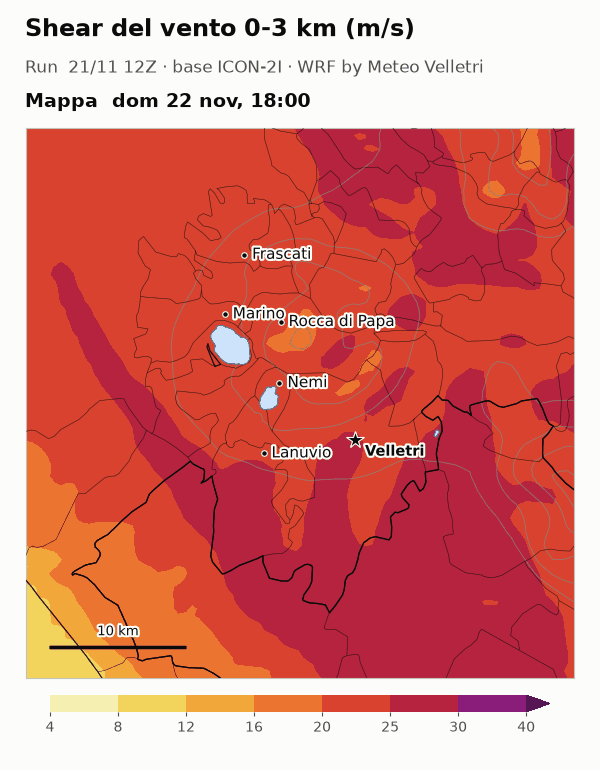 Shear del vento 0-3 km (m/s)
Run 21/11 12Z · base ICON-2I · WRF by Meteo Velletri
Mappa dom 22 nov, 18:00
Frascati
Marino
Rocca di Papa
Nemi
Velletri
Lanuvio
10 km
4 8 12 16 20 25 30 40